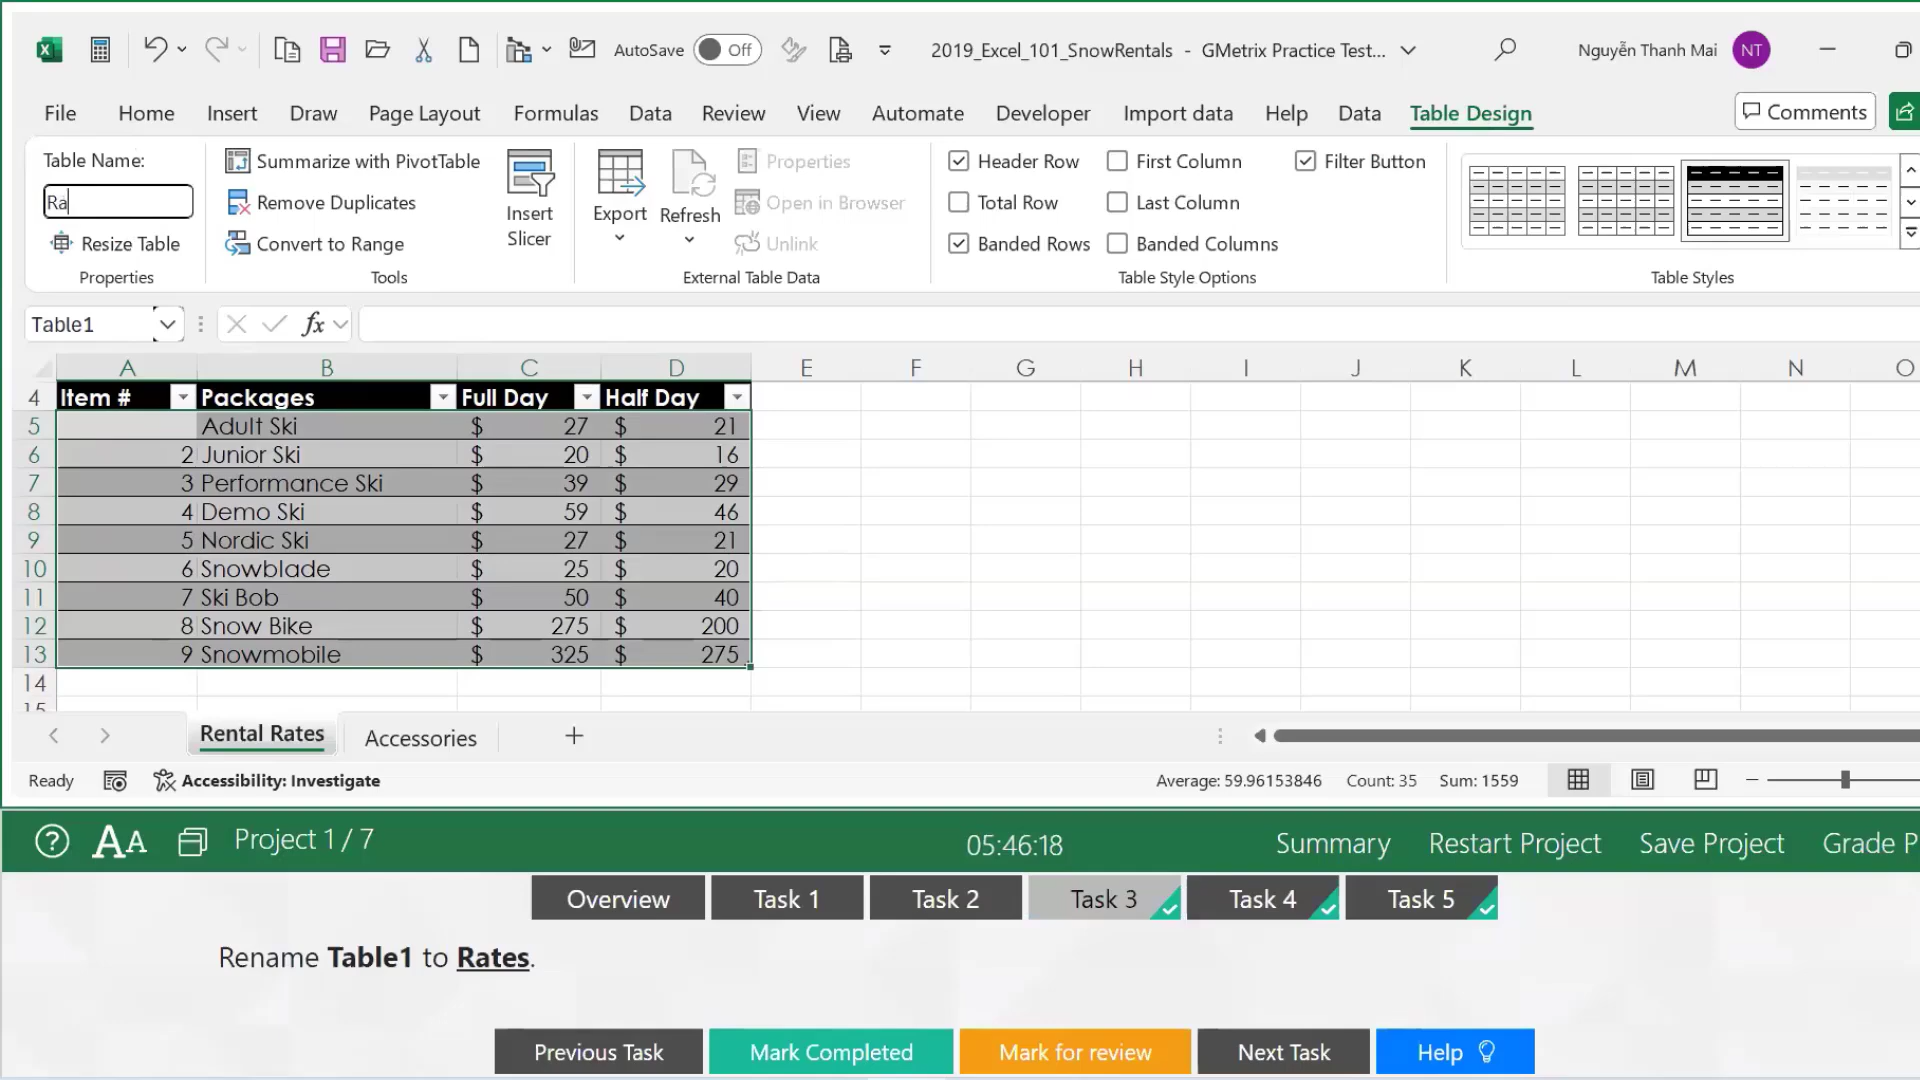 AutoSave Off 2019_Excel_101_SnowRentals - GMetrix Practice Test... Nguyễn Thanh Mai NT
File Home Insert Draw Page Layout Formulas Data Review View Automate Developer Import data Help Data Table Design Comments
Table Name: Summarize with PivotTable Properties Header Row First Column Filter Button
Ra Remove Duplicates Insert Slicer Export Refresh Open in Browser Total Row Last Column
Resize Table Convert to Range Unlink Banded Rows Banded Columns
Properties Tools External Table Data Table Style Options Table Styles
Table1 fx
A B C D E F G H I J K L M N O
4 Item # Packages Full Day Half Day
5 Adult Ski $ 27 $ 21
6 2 Junior Ski $ 20 $ 16
7 3 Performance Ski $ 39 $ 29
8 4 Demo Ski $ 59 $ 46
9 5 Nordic Ski $ 27 $ 21
10 6 Snowblade $ 25 $ 20
11 7 Ski Bob $ 50 $ 40
12 8 Snow Bike $ 275 $ 200
13 9 Snowmobile $ 325 $ 275
14
15
Rental Rates Accessories
Ready Accessibility: Investigate Average: 59.96153846 Count: 35 Sum: 1559
Project 1 / 7 05:46:18 Summary Restart Project Save Project Grade P
Overview Task 1 Task 2 Task 3 Task 4 Task 5
Rename Table1 to Rates.
Previous Task Mark Completed Mark for review Next Task Help